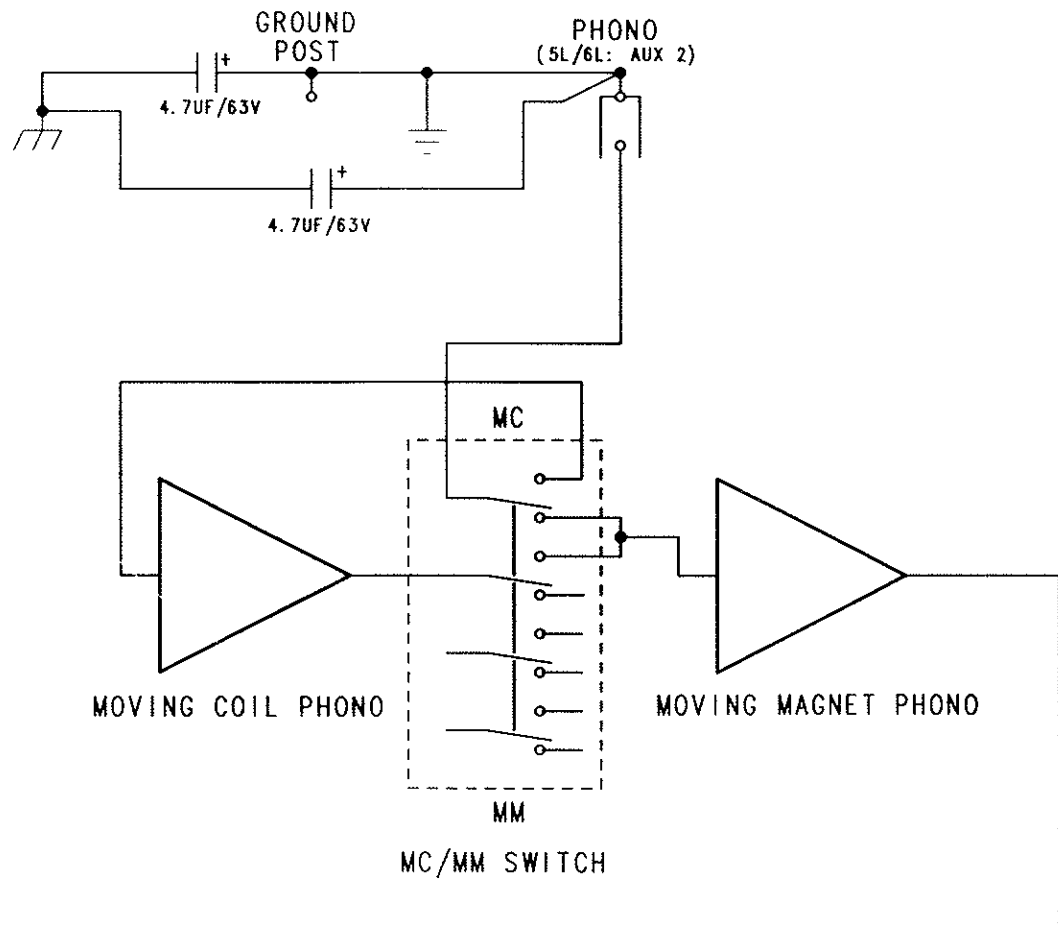 GROUND
POST
PHONO
(5L/6L: AUX 2)
+
4.7UF/63V
+
4.7UF/63V
MC
MOVING COIL PHONO
MOVING MAGNET PHONO
MM
MC/MM SWITCH